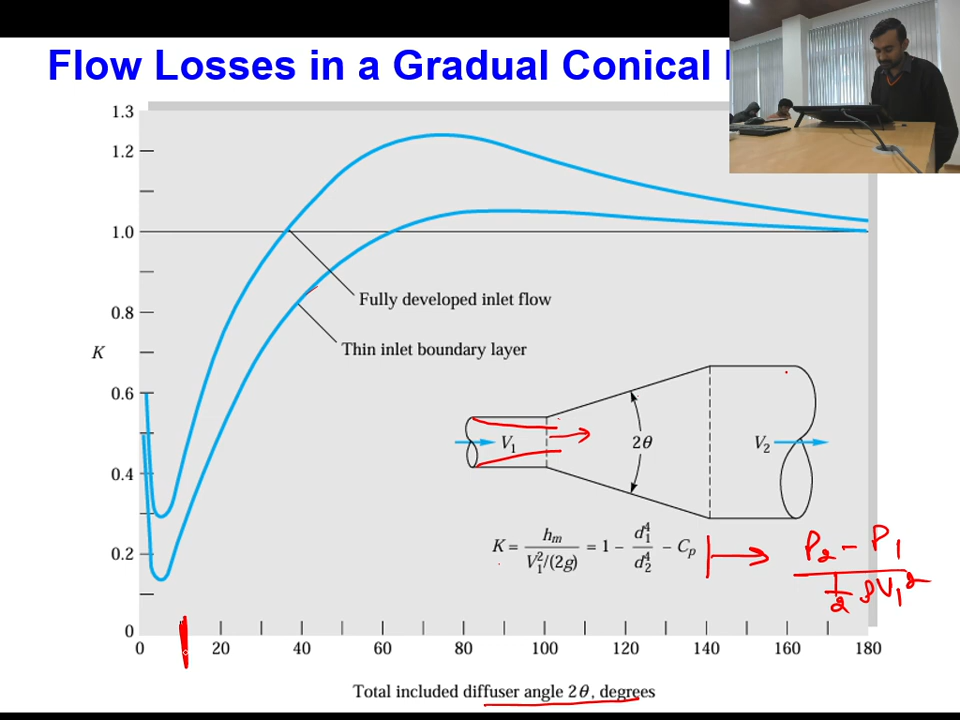 Flow Losses in a Gradual Conical
1.3
1.2
1.0
0.8
K
0.6
0.4
0.2
0
Fully developed inlet flow
Thin inlet boundary layer
V₁
2θ
V₂
K = hₘ / V₁²/(2g) = 1 − d₁⁴ / d₂⁴ − Cₚ
P₂ − P₁
½ ρV₁²
0 20 40 60 80 100 120 140 160 180
Total included diffuser angle 2θ, degrees